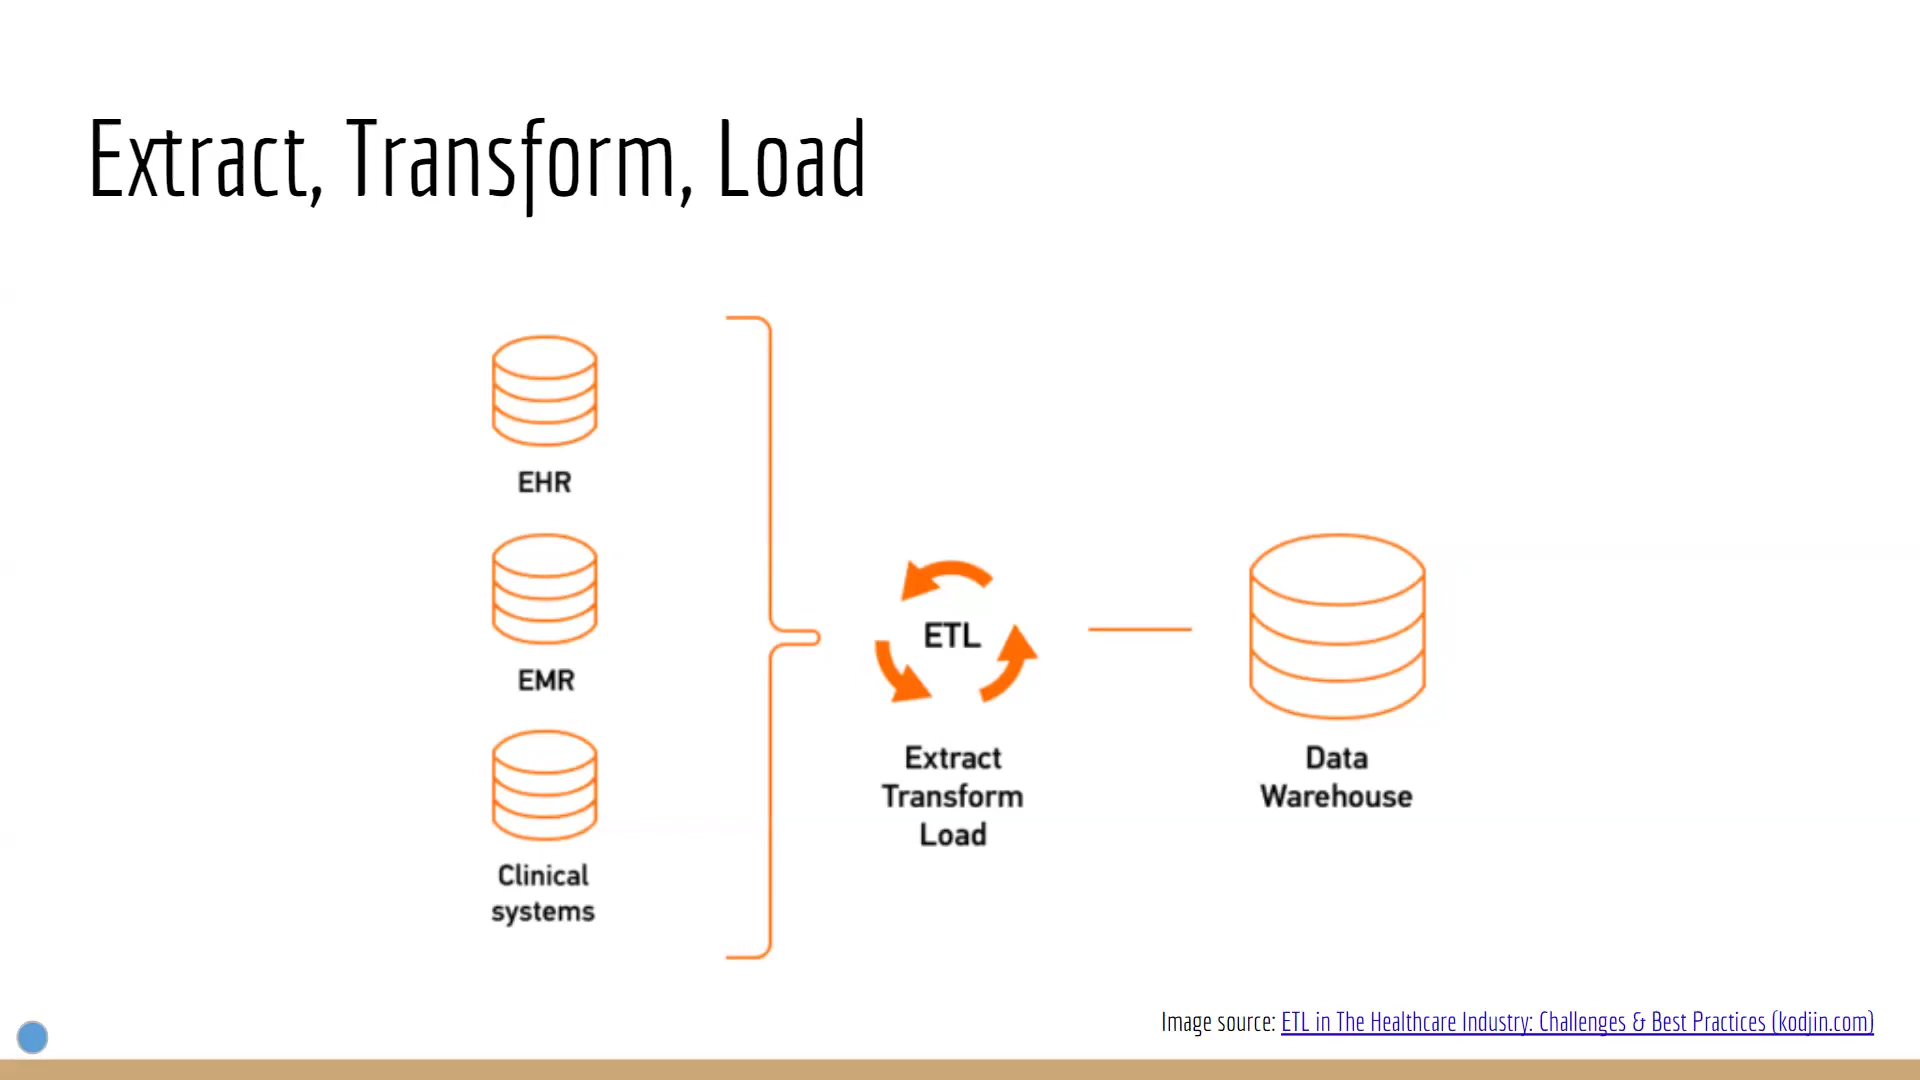 Extract, Transform, Load
EHR
EMR
Clinical
systems
ETL
Extract
Transform
Load
Data
Warehouse
Image source: ETL in The Healthcare Industry: Challenges & Best Practices (kodjin.com)